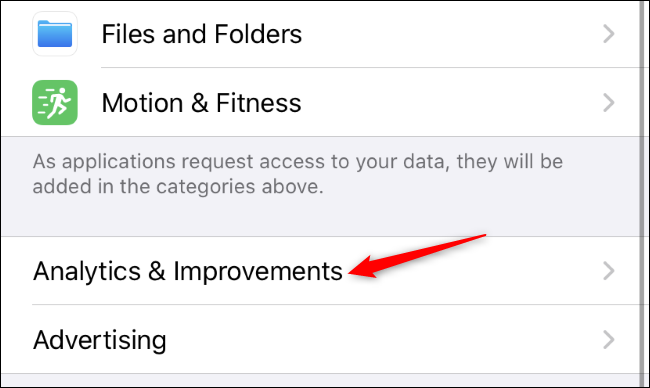 Files and Folders
Motion & Fitness
As applications request access to your data, they will be
added in the categories above.
Analytics & Improvements
Advertising